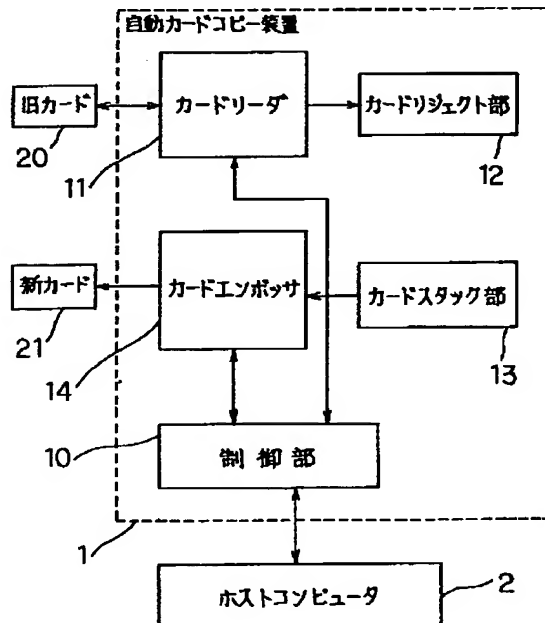 自動カードコピー装置
旧カード
カードリーダ
カードリジェクト部
20
11
12
新カード
カードエンボッサ
カードスタック部
21
14
13
10
制御部
1
ホストコンピュータ
2